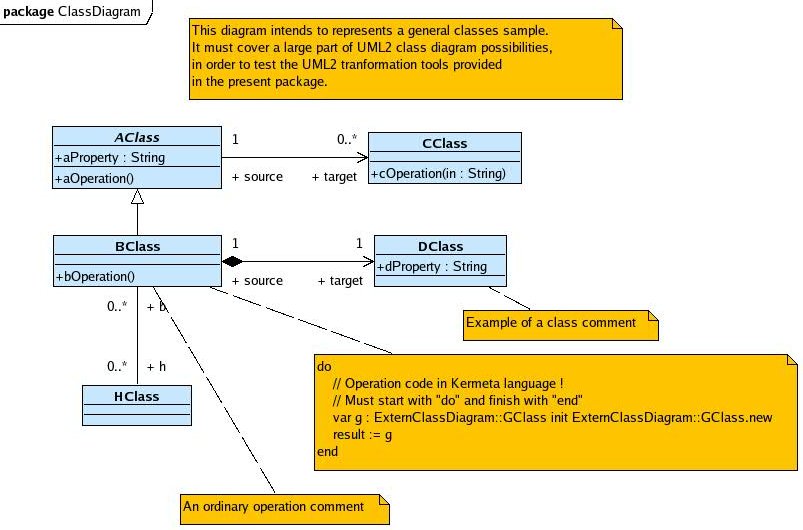 package ClassDiagram
This diagram intends to represents a general classes sample.
It must cover a large part of UML2 class diagram possibilities,
in order to test the UML2 tranformation tools provided
in the present package.
AClass
+aProperty : String
+aOperation()
1
0..*
+ source
+ target
CClass
+cOperation(in : String)
BClass
+bOperation()
1
1
+ source
+ target
DClass
+dProperty : String
Example of a class comment
0..*
+ b
0..*
+ h
HClass
do
// Operation code in Kermeta language !
// Must start with "do" and finish with "end"
var g : ExternClassDiagram::GClass init ExternClassDiagram::GClass.new
result := g
end
An ordinary operation comment